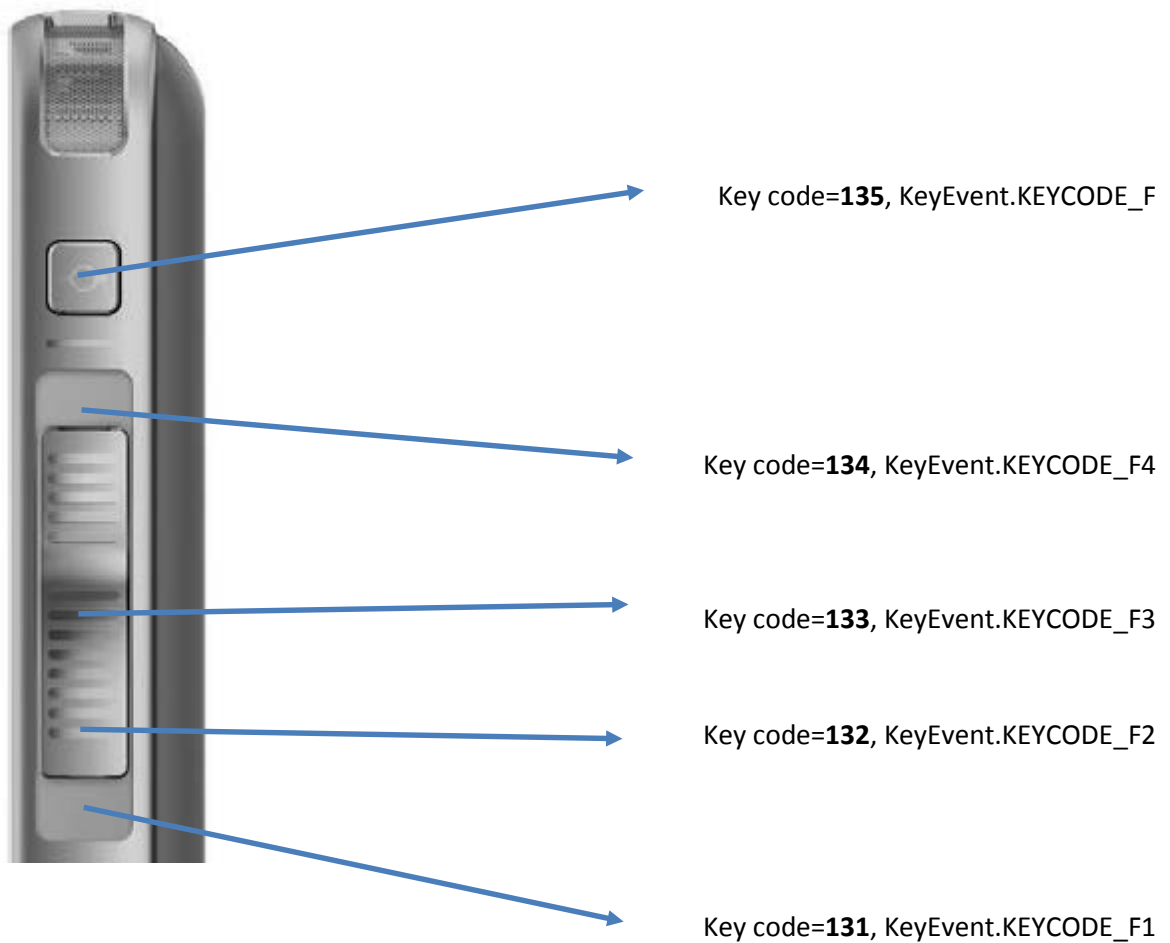 Key code=135, KeyEvent.KEYCODE_F
Key code=134, KeyEvent.KEYCODE_F4
Key code=133, KeyEvent.KEYCODE_F3
Key code=132, KeyEvent.KEYCODE_F2
Key code=131, KeyEvent.KEYCODE_F1